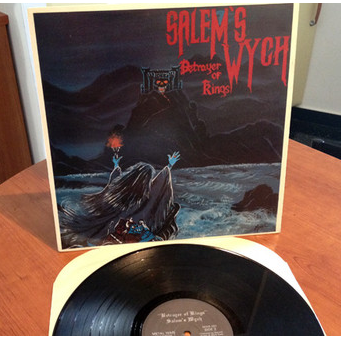 SALEM'S
WYCH
Betrayer of
Kings
"Betrayer of Kings"
Salem's Wych